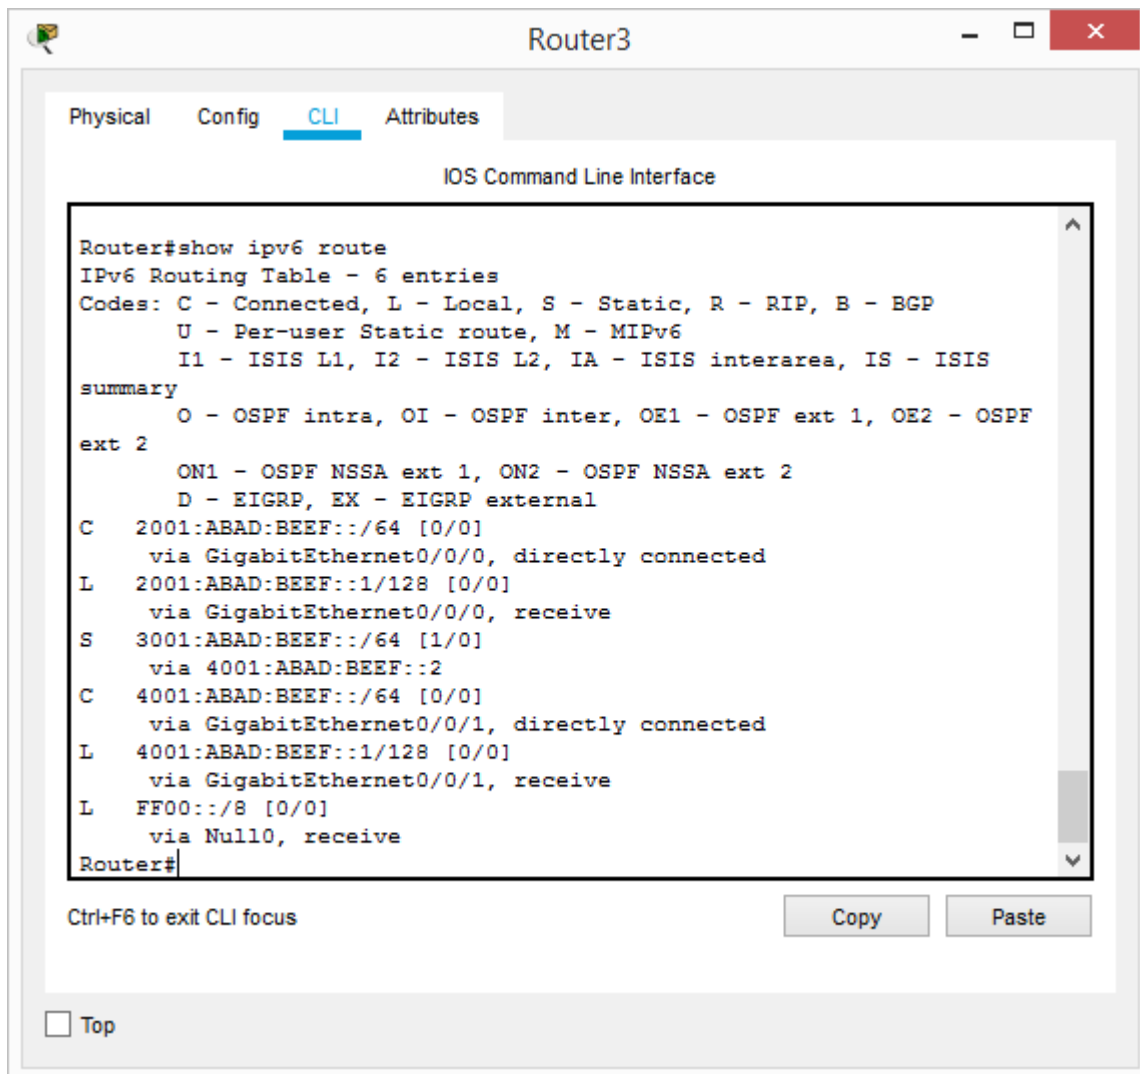 Router3
Physical Config CLI Attributes
IOS Command Line Interface
Router#show ipv6 route
IPv6 Routing Table - 6 entries
Codes: C - Connected, L - Local, S - Static, R - RIP, B - BGP
U - Per-user Static route, M - MIPv6
I1 - ISIS L1, I2 - ISIS L2, IA - ISIS interarea, IS - ISIS
summary
O - OSPF intra, OI - OSPF inter, OE1 - OSPF ext 1, OE2 - OSPF
ext 2
ON1 - OSPF NSSA ext 1, ON2 - OSPF NSSA ext 2
D - EIGRP, EX - EIGRP external
C 2001:ABAD:BEEF::/64 [0/0]
via GigabitEthernet0/0/0, directly connected
L 2001:ABAD:BEEF::1/128 [0/0]
via GigabitEthernet0/0/0, receive
S 3001:ABAD:BEEF::/64 [1/0]
via 4001:ABAD:BEEF::2
C 4001:ABAD:BEEF::/64 [0/0]
via GigabitEthernet0/0/1, directly connected
L 4001:ABAD:BEEF::1/128 [0/0]
via GigabitEthernet0/0/1, receive
L FF00::/8 [0/0]
via Null0, receive
Router#
Ctrl+F6 to exit CLI focus
Copy Paste
Top